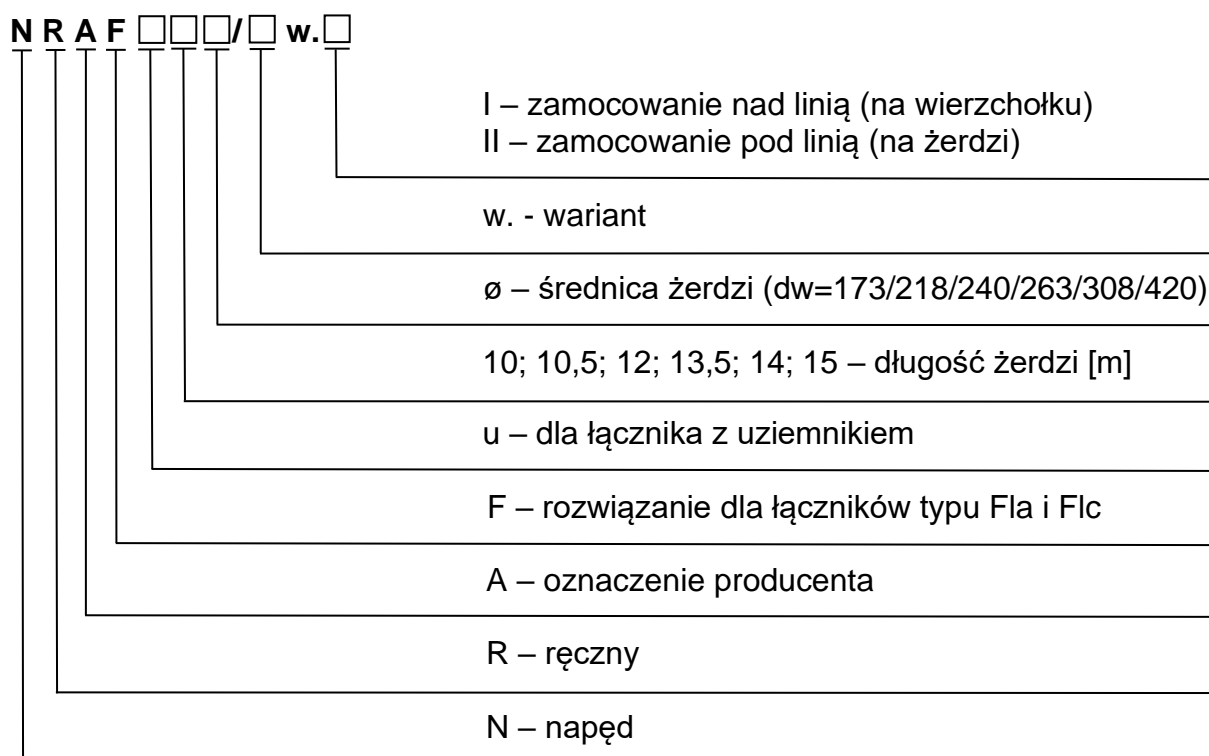 N R A F □□□/□ w.□
I – zamocowanie nad linią (na wierzchołku)
II – zamocowanie pod linią (na żerdzi)
w. - wariant
ø – średnica żerdzi (dw=173/218/240/263/308/420)
10; 10,5; 12; 13,5; 14; 15 – długość żerdzi [m]
u – dla łącznika z uziemnikiem
F – rozwiązanie dla łączników typu Fla i Flc
A – oznaczenie producenta
R – ręczny
N – napęd